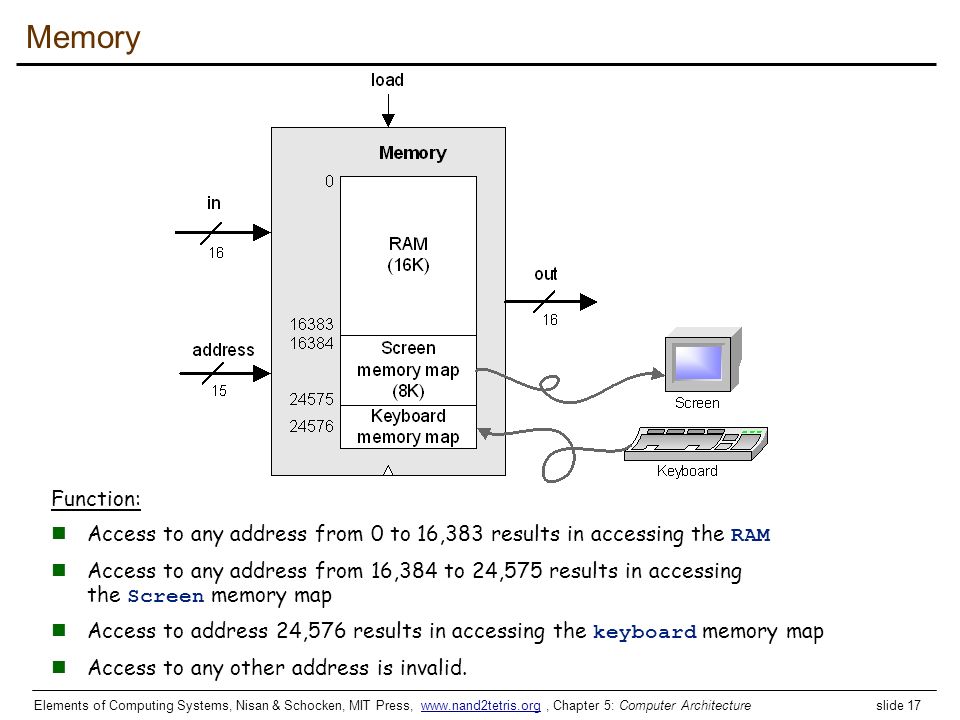 Memory
load
Memory
0
in
16
RAM
(16K)
out
16
16383
16384
address
15
Screen
memory map
(8K)
24575
24576
Keyboard
memory map
Screen
Keyboard
Function:
Access to any address from 0 to 16,383 results in accessing the RAM
Access to any address from 16,384 to 24,575 results in accessing
the Screen memory map
Access to address 24,576 results in accessing the keyboard memory map
Access to any other address is invalid.
Elements of Computing Systems, Nisan & Schocken, MIT Press, www.nand2tetris.org , Chapter 5: Computer Architecture slide 17